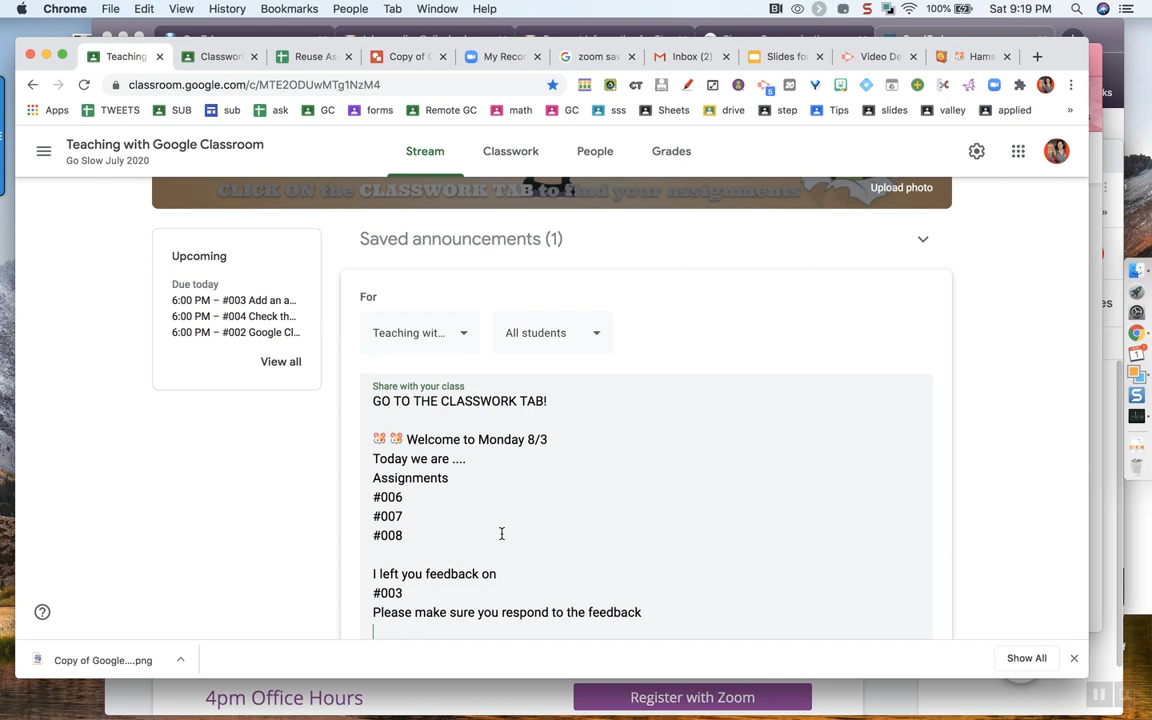 Chrome File Edit View History Bookmarks People Tab Window Help 100% Sat 9:19 PM
Teaching Classwor Reuse As Copy of G My Reco zoom sav Inbox (2) Slides for Video De Hams
classroom.google.com/c/MTE2ODUwMTg1NzM4
Apps TWEETS SUB sub ask GC forms Remote GC math GC sss Sheets drive step Tips slides valley applied »
Teaching with Google Classroom
Go Slow July 2020
Stream Classwork People Grades
CLICK ON the CLASSWORK TAB to find your assignments
Upload photo
Saved announcements (1)
Upcoming
Due today
6:00 PM – #003 Add an a...
6:00 PM – #004 Check th...
6:00 PM – #002 Google Cl...
View all
For
Teaching wit...
All students
Share with your class
GO TO THE CLASSWORK TAB!
🐹 🐹 Welcome to Monday 8/3
Today we are ....
Assignments
#006
#007
#008
I left you feedback on
#003
Please make sure you respond to the feedback
Copy of Google....png
Show All
4pm Office Hours
Register with Zoom